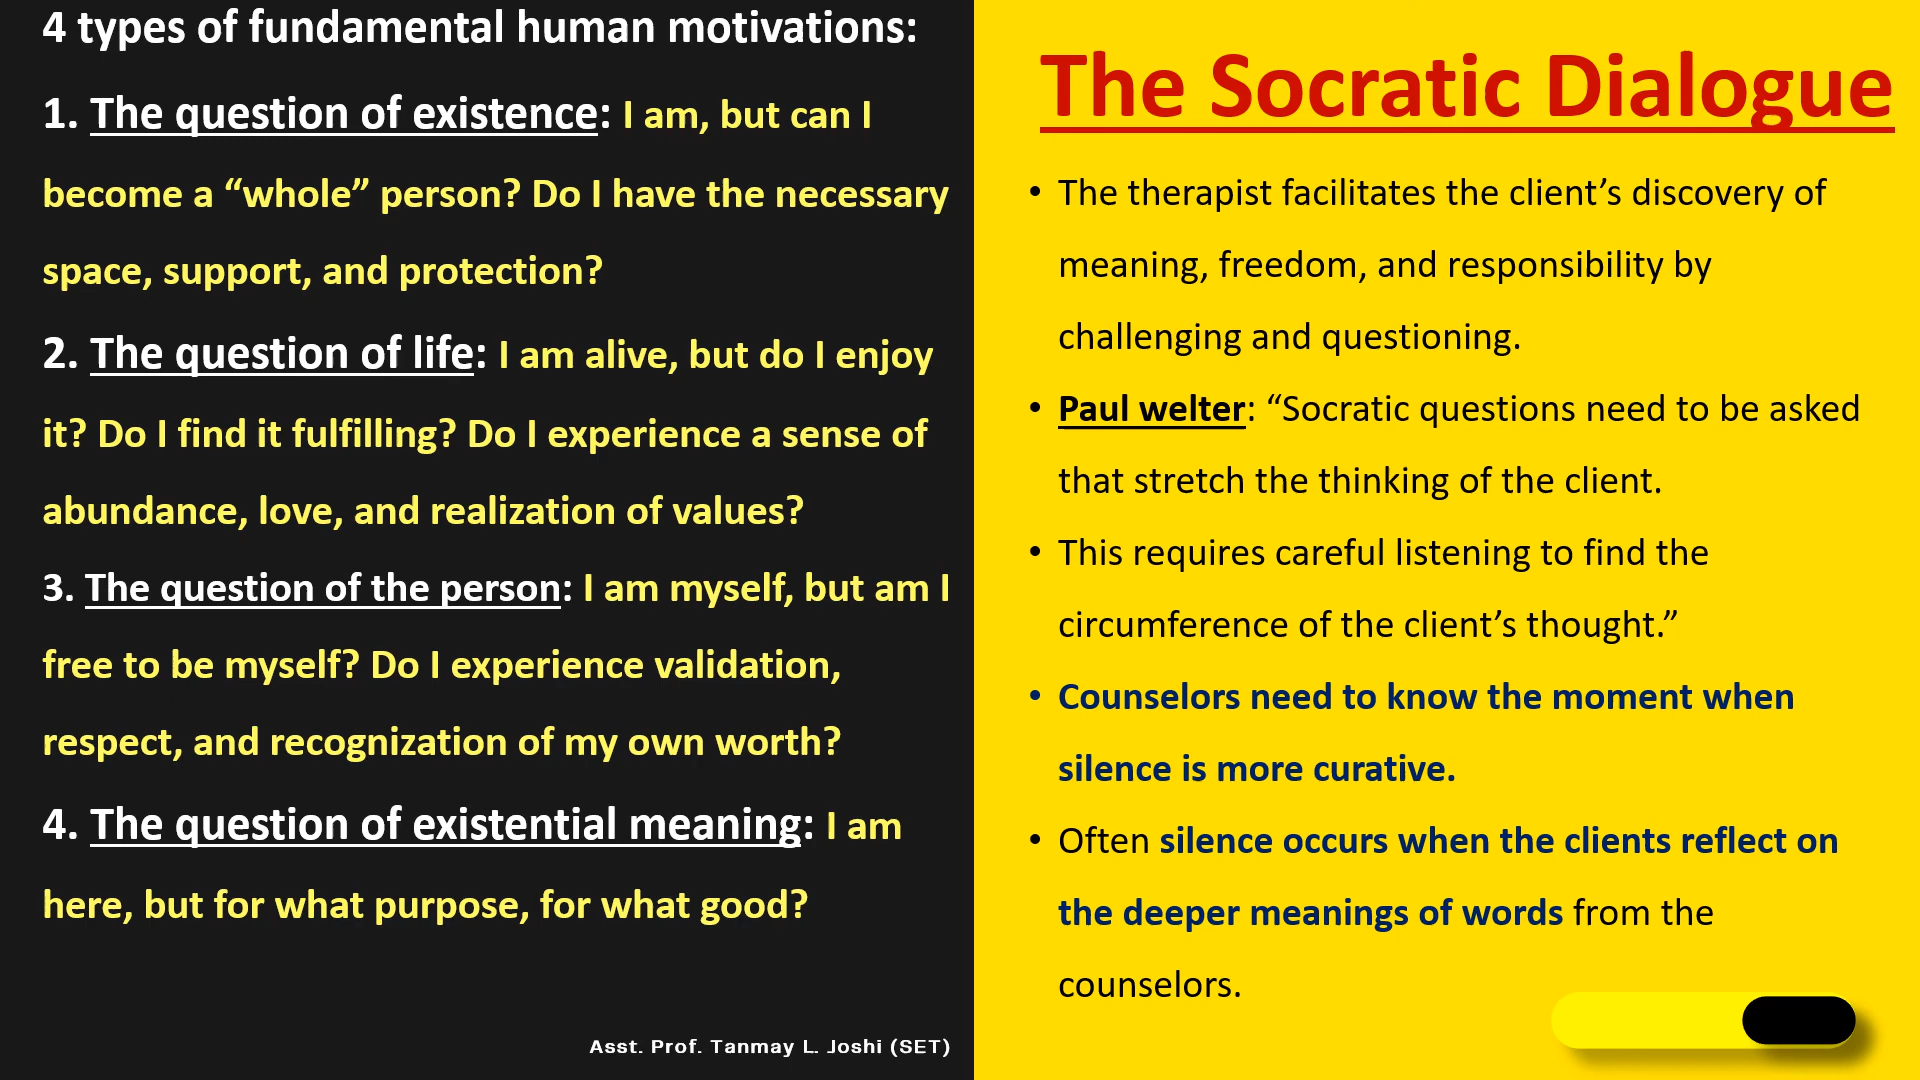 4 types of fundamental human motivations:
1. The question of existence: I am, but can I
become a “whole” person? Do I have the necessary
space, support, and protection?
2. The question of life: I am alive, but do I enjoy
it? Do I find it fulfilling? Do I experience a sense of
abundance, love, and realization of values?
3. The question of the person: I am myself, but am I
free to be myself? Do I experience validation,
respect, and recognization of my own worth?
4. The question of existential meaning: I am
here, but for what purpose, for what good?
Asst. Prof. Tanmay L. Joshi (SET)
The Socratic Dialogue
• The therapist facilitates the client’s discovery of
meaning, freedom, and responsibility by
challenging and questioning.
• Paul welter: “Socratic questions need to be asked
that stretch the thinking of the client.
• This requires careful listening to find the
circumference of the client’s thought.”
• Counselors need to know the moment when
silence is more curative.
• Often silence occurs when the clients reflect on
the deeper meanings of words from the
counselors.